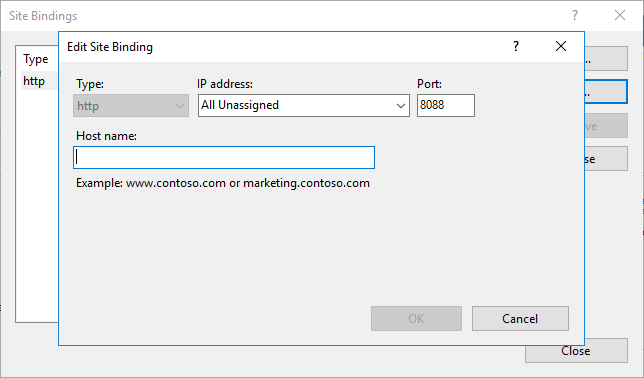 Site Bindings
? 
Type
http
...
...
ve
se
Close
Edit Site Binding
?
Type:
IP address:
Port:
http
All Unassigned
8088
Host name:
Example: www.contoso.com or marketing.contoso.com
OK
Cancel